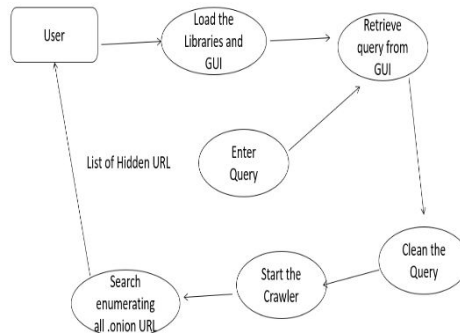 User
Load the
Libraries and
GUI
Retrieve
query from
GUI
Enter
Query
List of Hidden URL
Clean the
Query
Start the
Crawler
Search
enumerating
all .onion URL